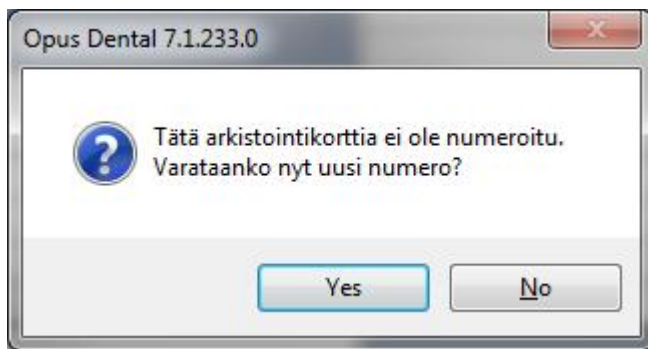 Opus Dental 7.1.233.0
Tätä arkistointikorttia ei ole numeroitu.
Varataanko nyt uusi numero?
Yes
No